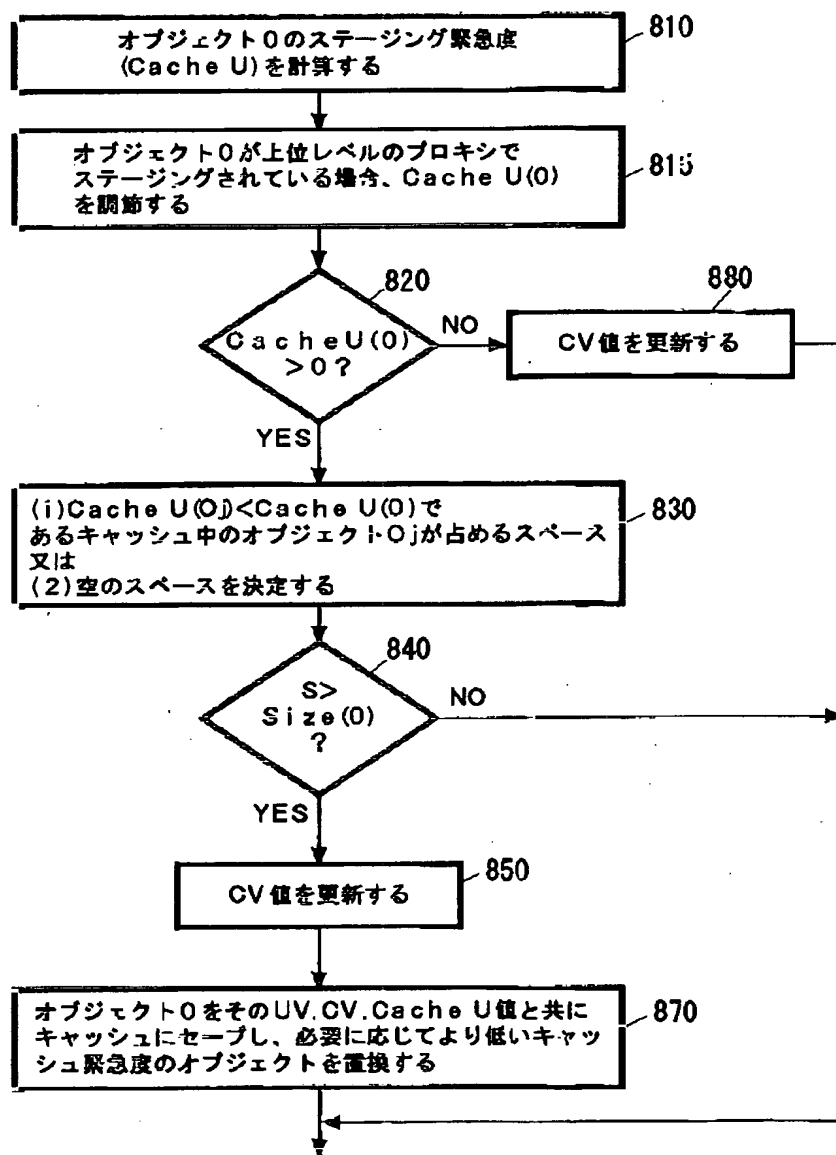 オブジェクトOのステージング緊急度
(Cache U)を計算する
810
オブジェクトOが上位レベルのプロキシで
ステージングされている場合、Cache U(O)
を調節する
815
820
CacheU(O)
>0?
NO
YES
880
CV値を更新する
(i)Cache U(Oj)<Cache U(O)で
あるキャッシュ中のオブジェクトOjが占めるスペース
又は
(2)空のスペースを決定する
830
840
S>
Size(O)
?
NO
YES
850
CV値を更新する
オブジェクトOをそのUV.CV.Cache U値と共に
キャッシュにセーブし、必要に応じてより低いキャッ
シュ緊急度のオブジェクトを置換する
870